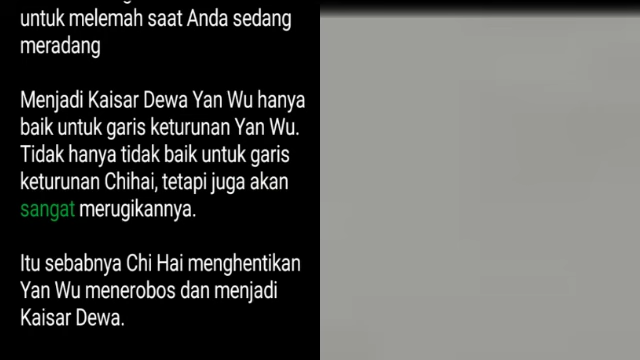 untuk melemah saat Anda sedang
meradang
Menjadi Kaisar Dewa Yan Wu hanya
baik untuk garis keturunan Yan Wu.
Tidak hanya tidak baik untuk garis
keturunan Chihai, tetapi juga akan
sangat merugikannya.
Itu sebabnya Chi Hai menghentikan
Yan Wu menerobos dan menjadi
Kaisar Dewa.